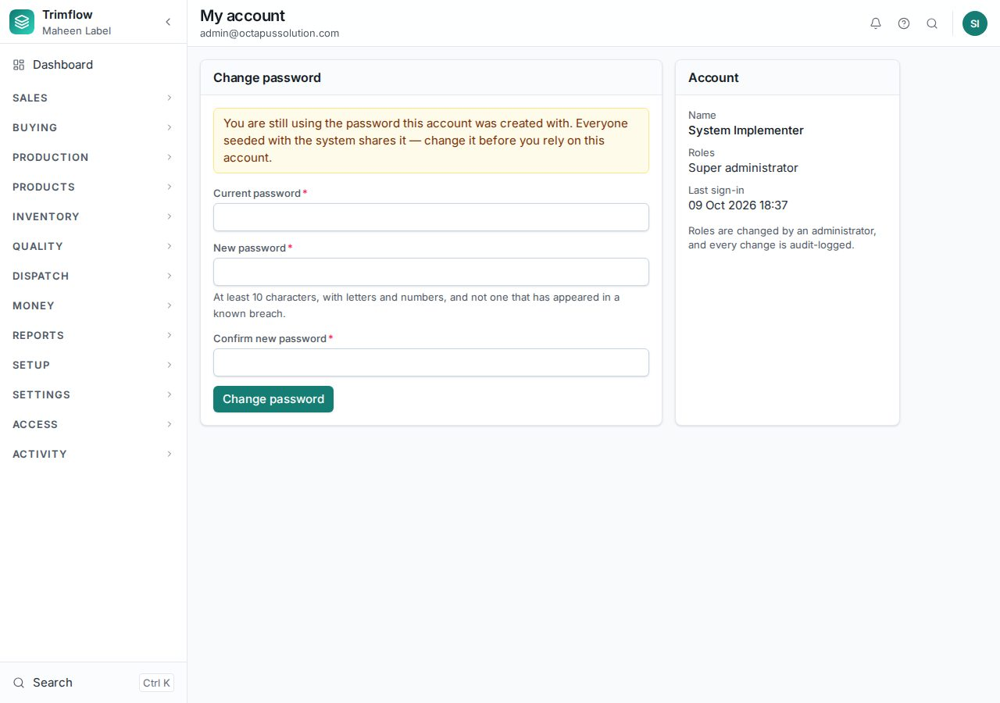 Trimflow
Maheen Label
Dashboard
SALES
BUYING
PRODUCTION
PRODUCTS
INVENTORY
QUALITY
DISPATCH
MONEY
REPORTS
SETUP
SETTINGS
ACCESS
ACTIVITY
Search
Ctrl K
My account
admin@octapussolution.com
SI
Change password
You are still using the password this account was created with. Everyone
seeded with the system shares it — change it before you rely on this
account.
Current password *
New password *
At least 10 characters, with letters and numbers, and not one that has appeared in a
known breach.
Confirm new password *
Change password
Account
Name
System Implementer
Roles
Super administrator
Last sign-in
09 Oct 2026 18:37
Roles are changed by an administrator,
and every change is audit-logged.